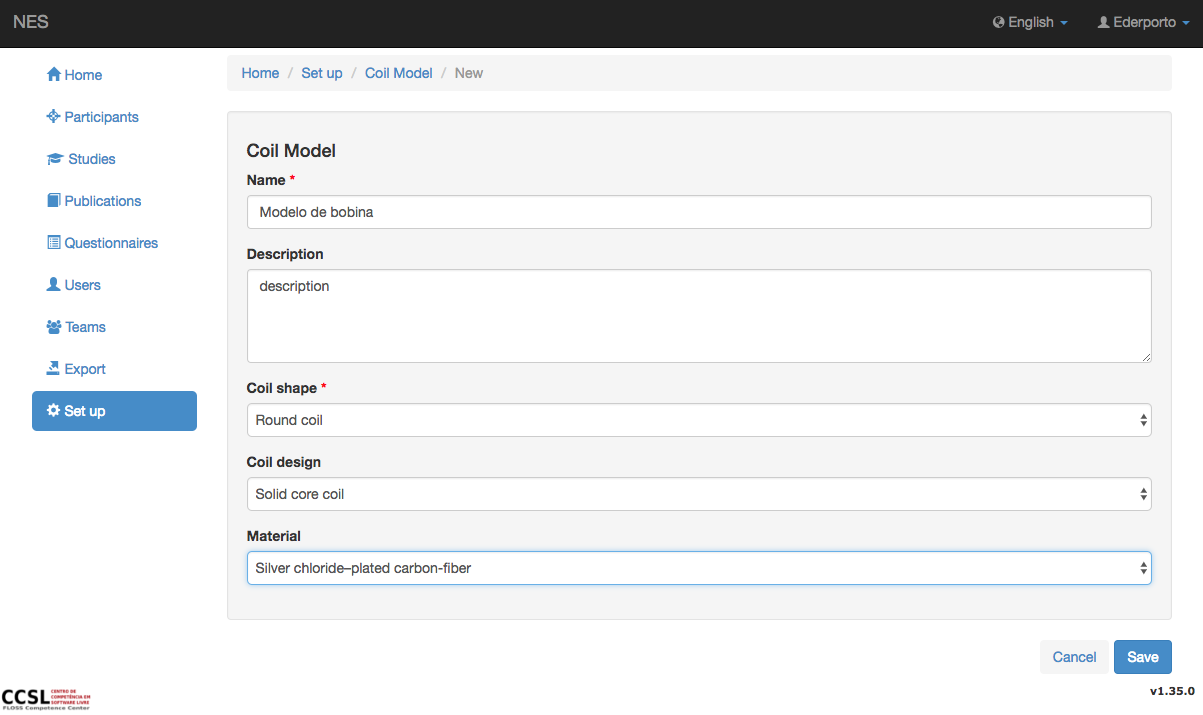 NES
English
Ederporto
Home
Participants
Studies
Publications
Questionnaires
Users
Teams
Export
Set up
Home / Set up / Coil Model / New
Coil Model
Name *
Modelo de bobina
Description
description
Coil shape *
Round coil
Coil design
Solid core coil
Material
Silver chloride–plated carbon-fiber
Cancel
Save
v1.35.0
CCSL
CENTRO DE
COMPETÊNCIA EM
SOFTWARE LIVRE
FLOSS Competence Center